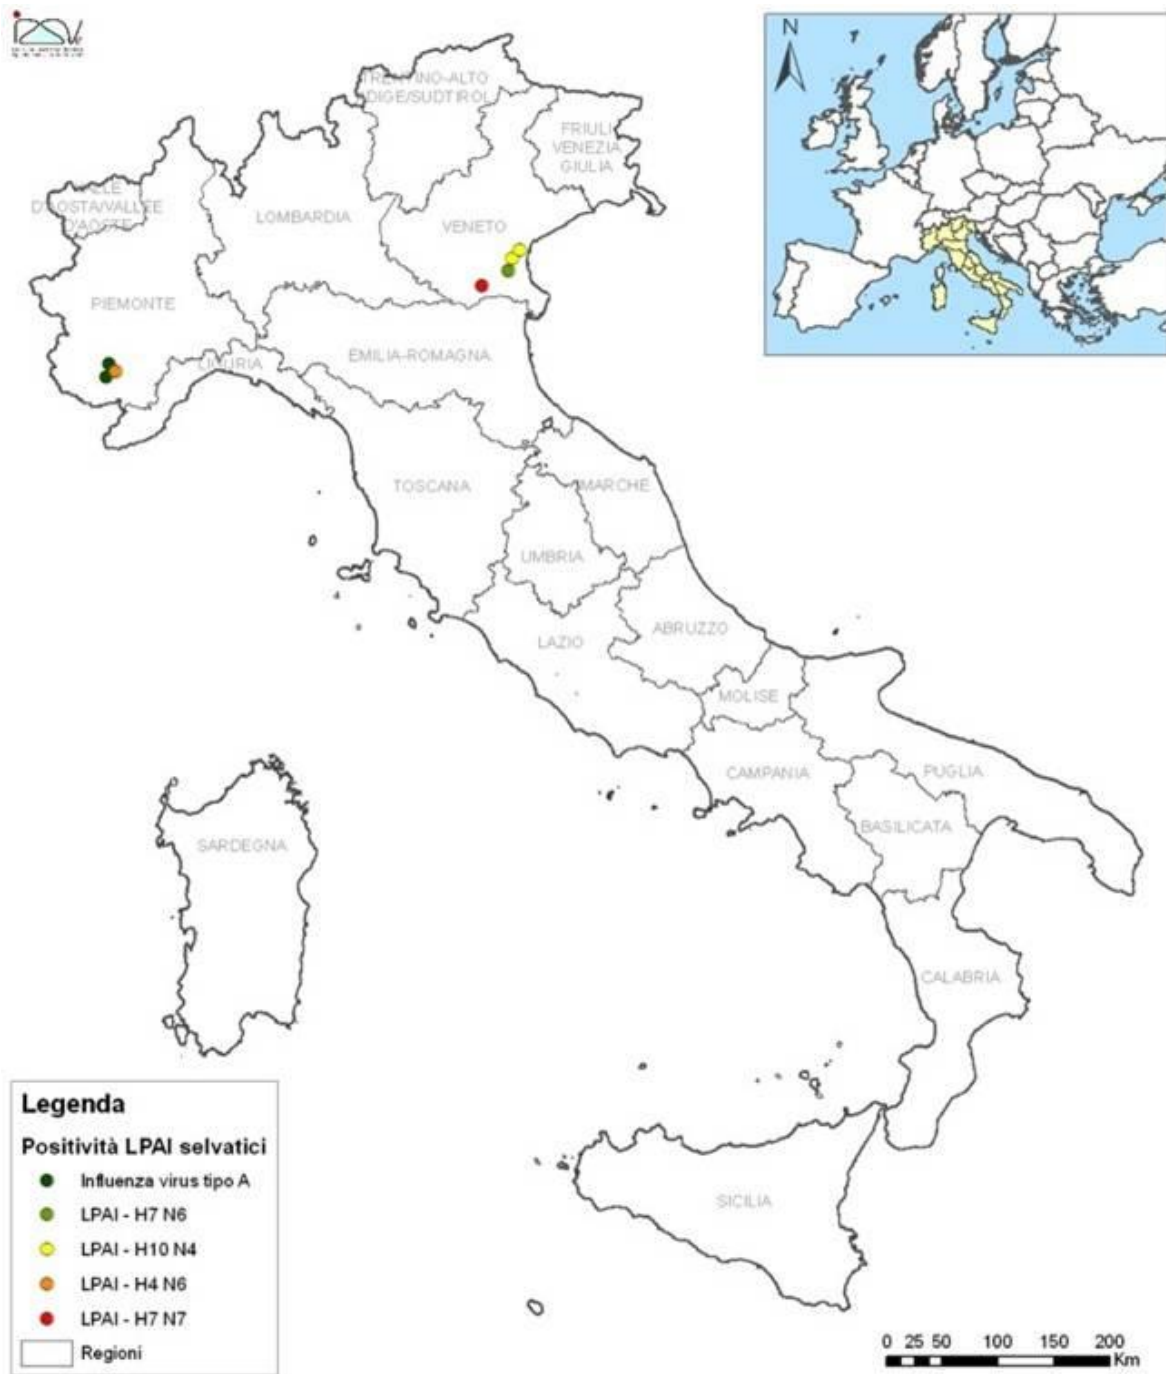 N
TRENTINO-ALTO
ADIGE/SUDTIROL
FRIULI
VENEZIA
GIULIA
VALLE
D'AOSTA/VALLEE
D'AOSTE
LOMBARDIA
VENETO
PIEMONTE
EMILIA-ROMAGNA
LIGURIA
TOSCANA
MARCHE
UMBRIA
LAZIO
ABRUZZO
MOLISE
CAMPANIA
PUGLIA
BASILICATA
SARDEGNA
CALABRIA
SICILIA
Legenda
Positività LPAI selvatici
Influenza virus tipo A
LPAI - H7 N6
LPAI - H10 N4
LPAI - H4 N6
LPAI - H7 N7
Regioni
0 25 50 100 150 200
Km